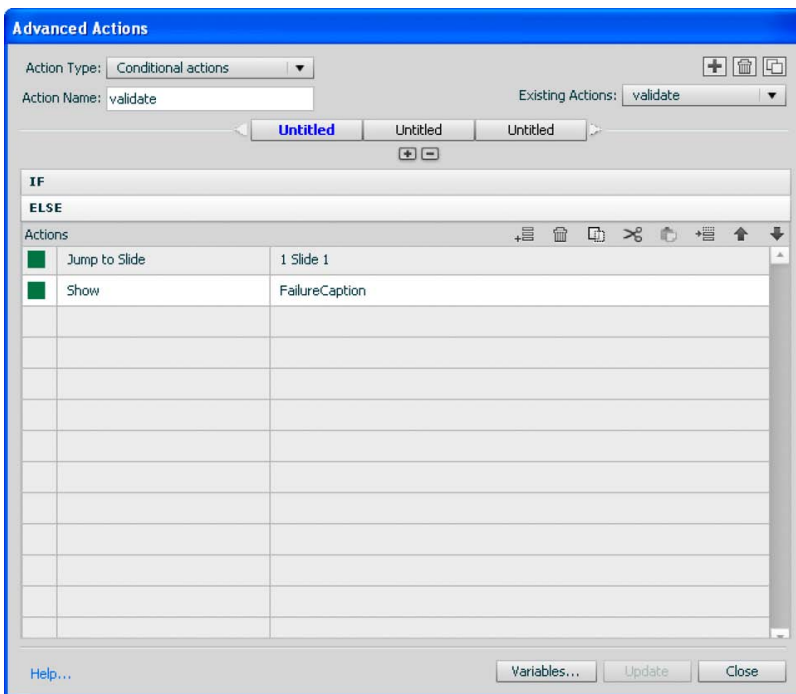 Advanced Actions
Action Type: Conditional actions
Action Name: validate
Existing Actions: validate
Untitled Untitled Untitled
IF
ELSE
Actions
Jump to Slide 1 Slide 1
Show FailureCaption
Help... Variables... Update Close